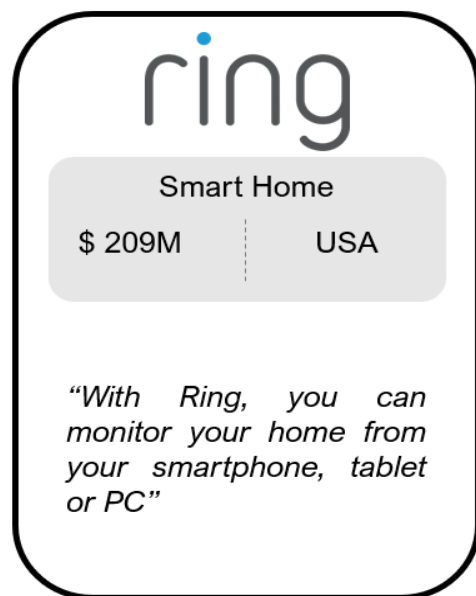 ring
Smart Home
$ 209M
USA
“With Ring, you can
monitor your home from
your smartphone, tablet
or PC”